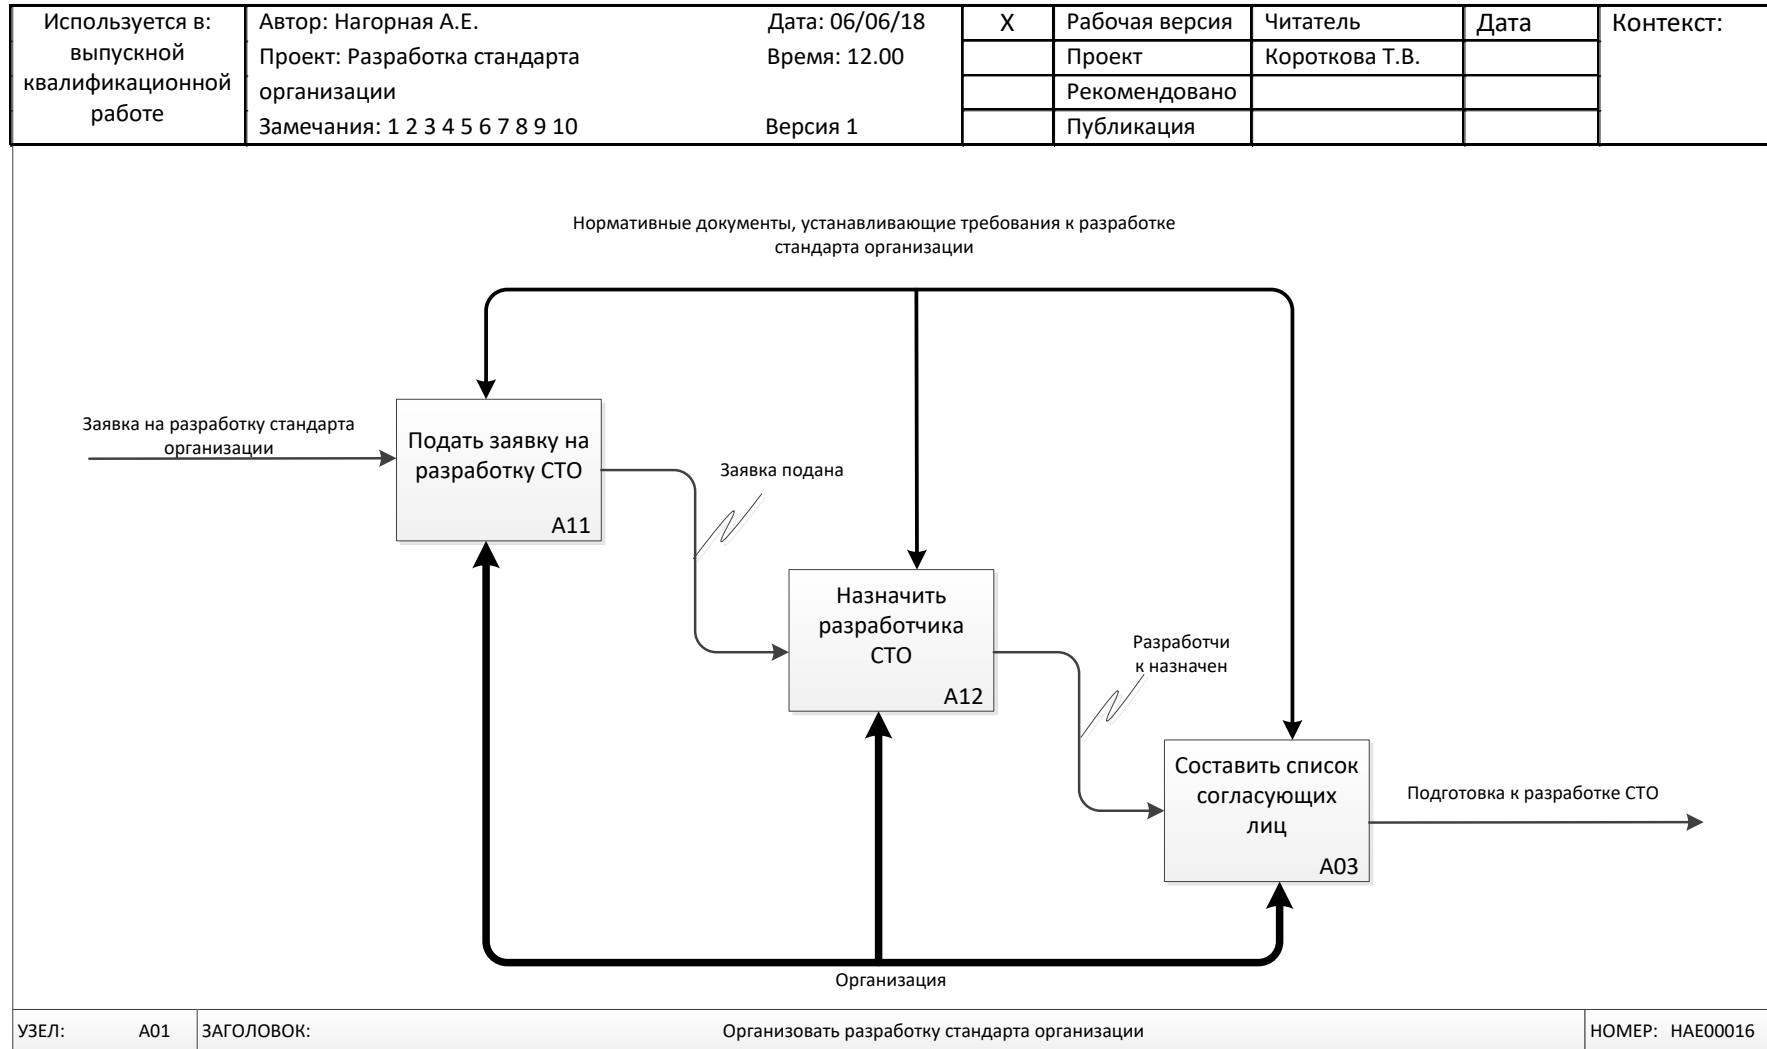 Используется в:
выпускной
квалификационной
работе
Автор: Нагорная А.Е.
Дата: 06/06/18
Проект: Разработка стандарта
Время: 12.00
организации
Замечания: 1 2 3 4 5 6 7 8 9 10
Версия 1
X
Рабочая версия
Читатель
Дата
Контекст:
Проект
Короткова Т.В.
Рекомендовано
Публикация
Нормативные документы, устанавливающие требования к разработке
стандарта организации
Заявка на разработку стандарта
организации
Подать заявку на
разработку СТО
А11
Заявка подана
Назначить
разработчика
СТО
А12
Разработчи
к назначен
Составить список
согласующих
лиц
А03
Подготовка к разработке СТО
Организация
УЗЕЛ:
А01
ЗАГОЛОВОК:
Организовать разработку стандарта организации
НОМЕР:
НАЕ00016